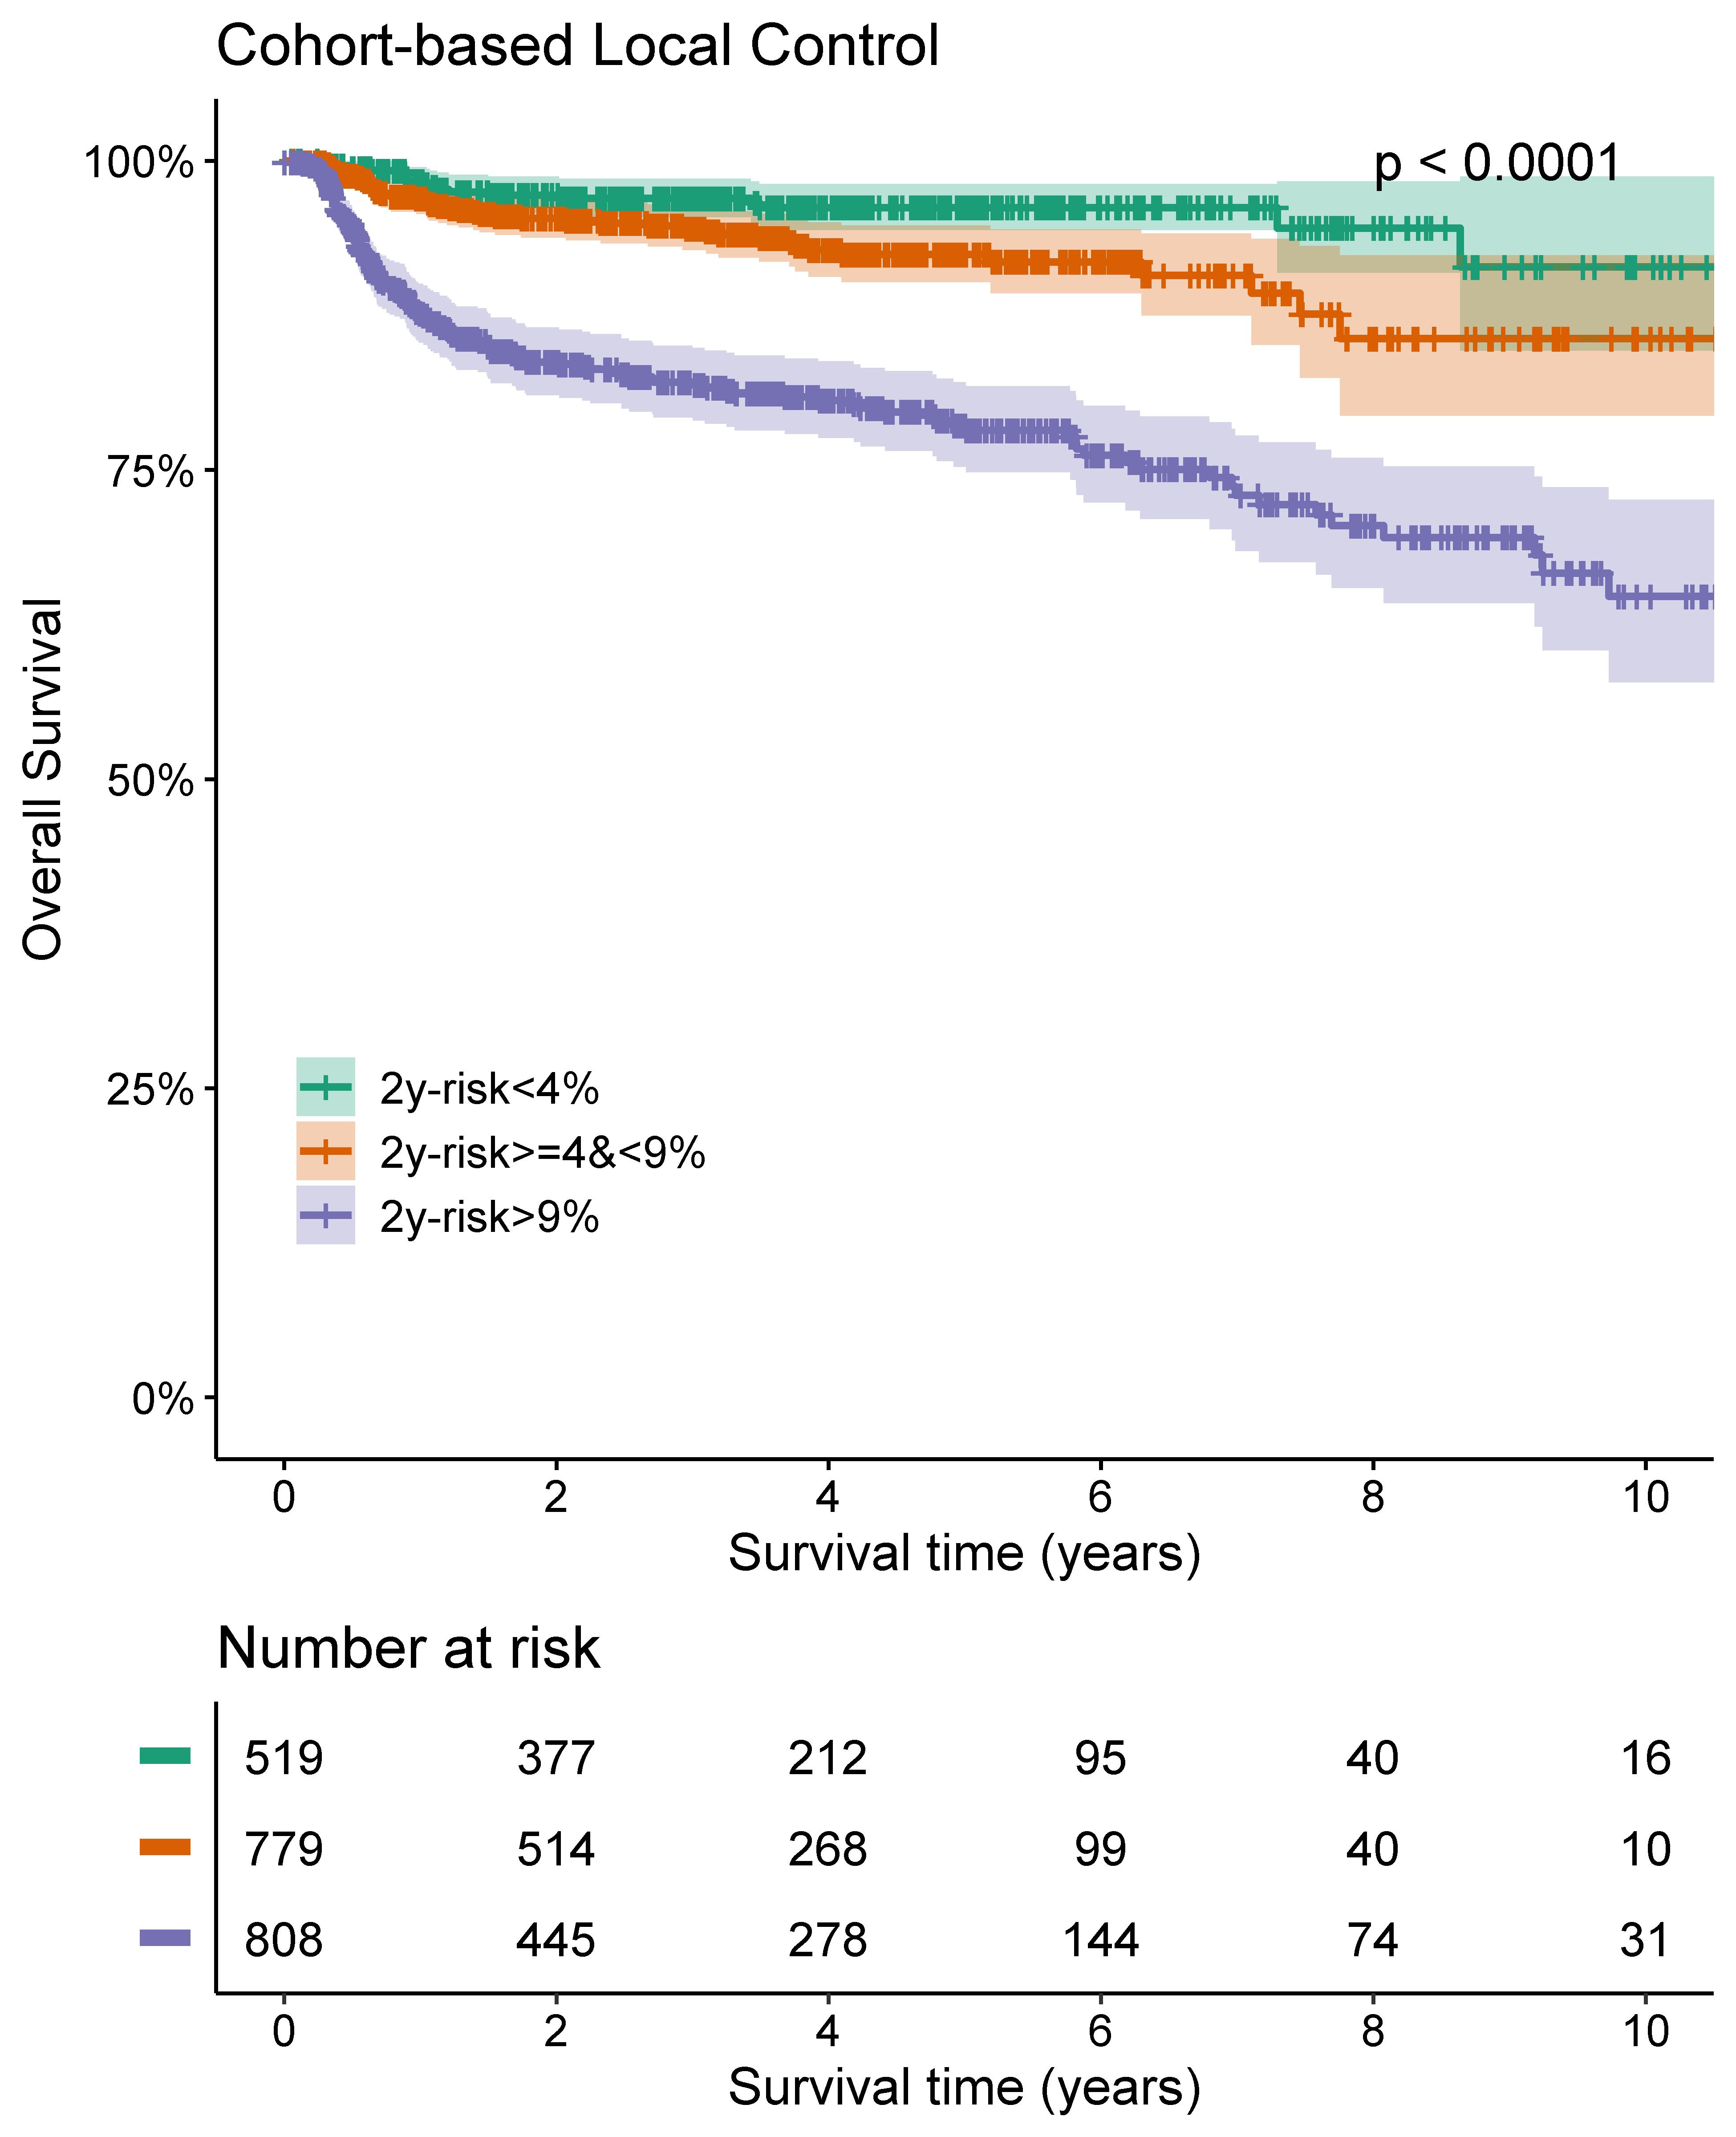 Cohort-based Local Control
p < 0.0001
100%
75%
50%
25%
0%
Overall Survival
2y-risk<4%
2y-risk>=4&<9%
2y-risk>9%
0 2 4 6 8 10
Survival time (years)
Number at risk
519 377 212 95 40 16
779 514 268 99 40 10
808 445 278 144 74 31
0 2 4 6 8 10
Survival time (years)